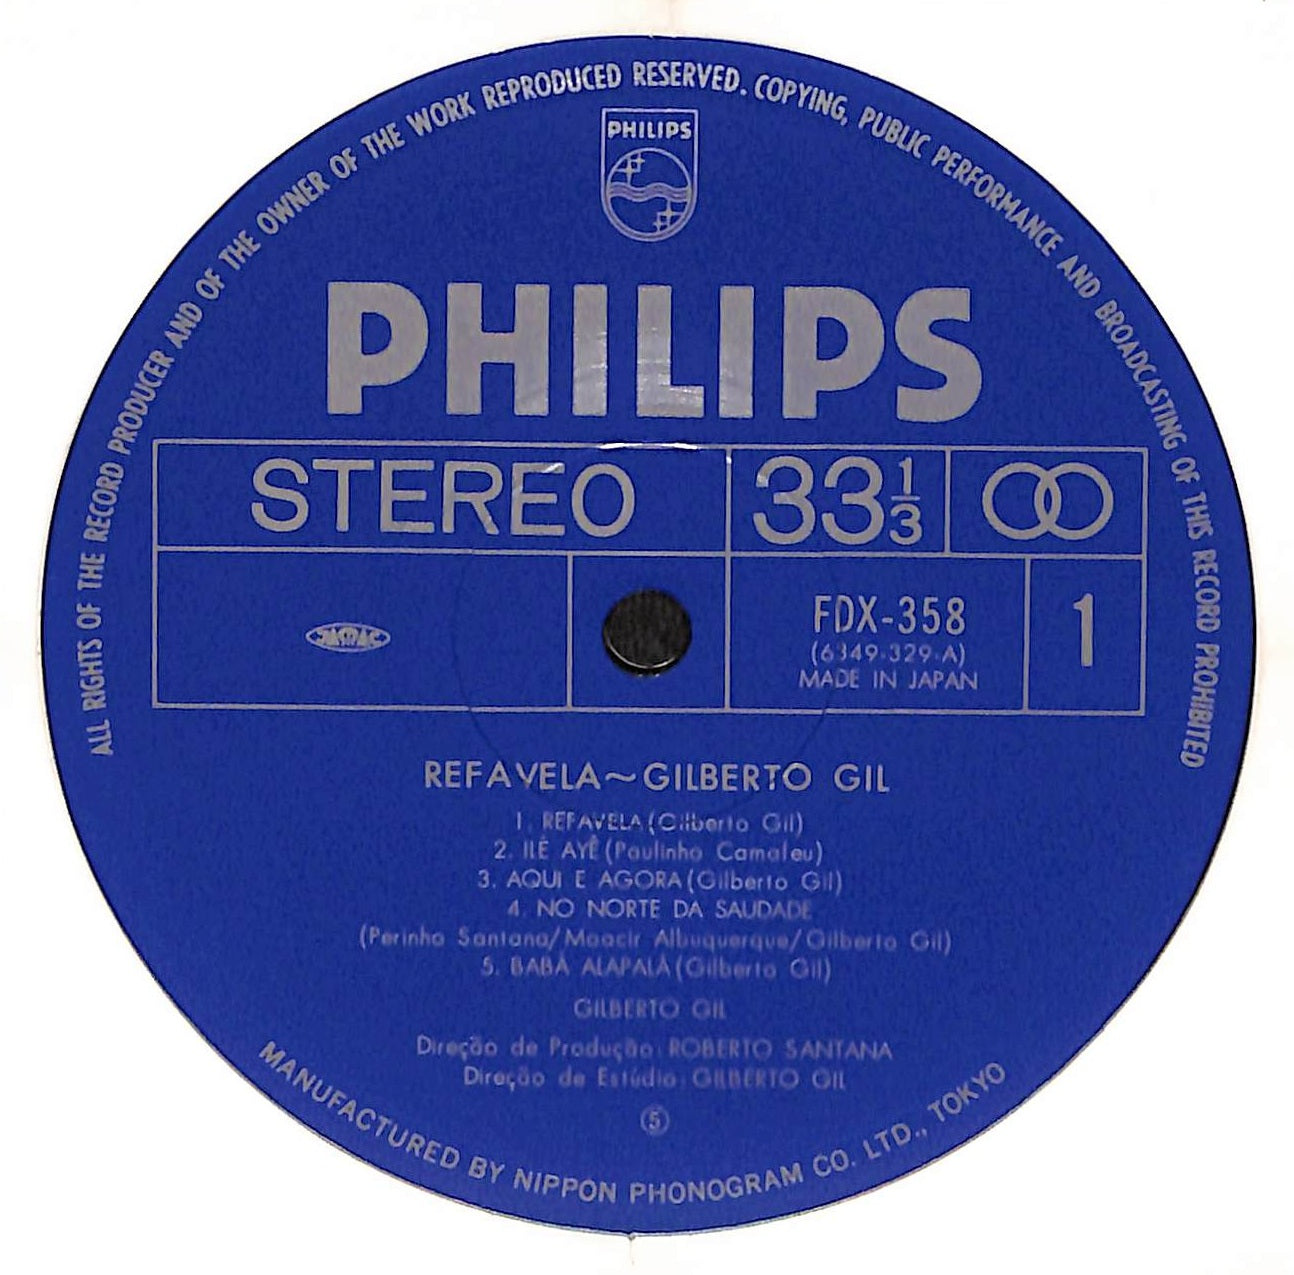 ALL RIGHTS OF THE RECORD PRODUCER AND OF THE OWNER OF THE WORK REPRODUCED RESERVED. COPYING, PUBLIC PERFORMANCE AND BROADCASTING OF THIS RECORD PROHIBITED
PHILIPS
PHILIPS
STEREO
33 1/3
FDX-358
(6349-329-A)
MADE IN JAPAN
1
REFAVELA~GILBERTO GIL
1. REFAVELA (Gilberto Gil)
2. ILÊ AYÊ (Paulinho Camafeu)
3. AQUI E AGORA (Gilberto Gil)
4. NO NORTE DA SAUDADE
(Perinho Santana/Moacir Albuquerque/Gilberto Gil)
5. BABÁ ALAPALÁ (Gilberto Gil)
GILBERTO GIL
Direção de Produção: ROBERTO SANTANA
Direção de Estúdio: GILBERTO GIL
⑤
MANUFACTURED BY NIPPON PHONOGRAM CO. LTD., TOKYO